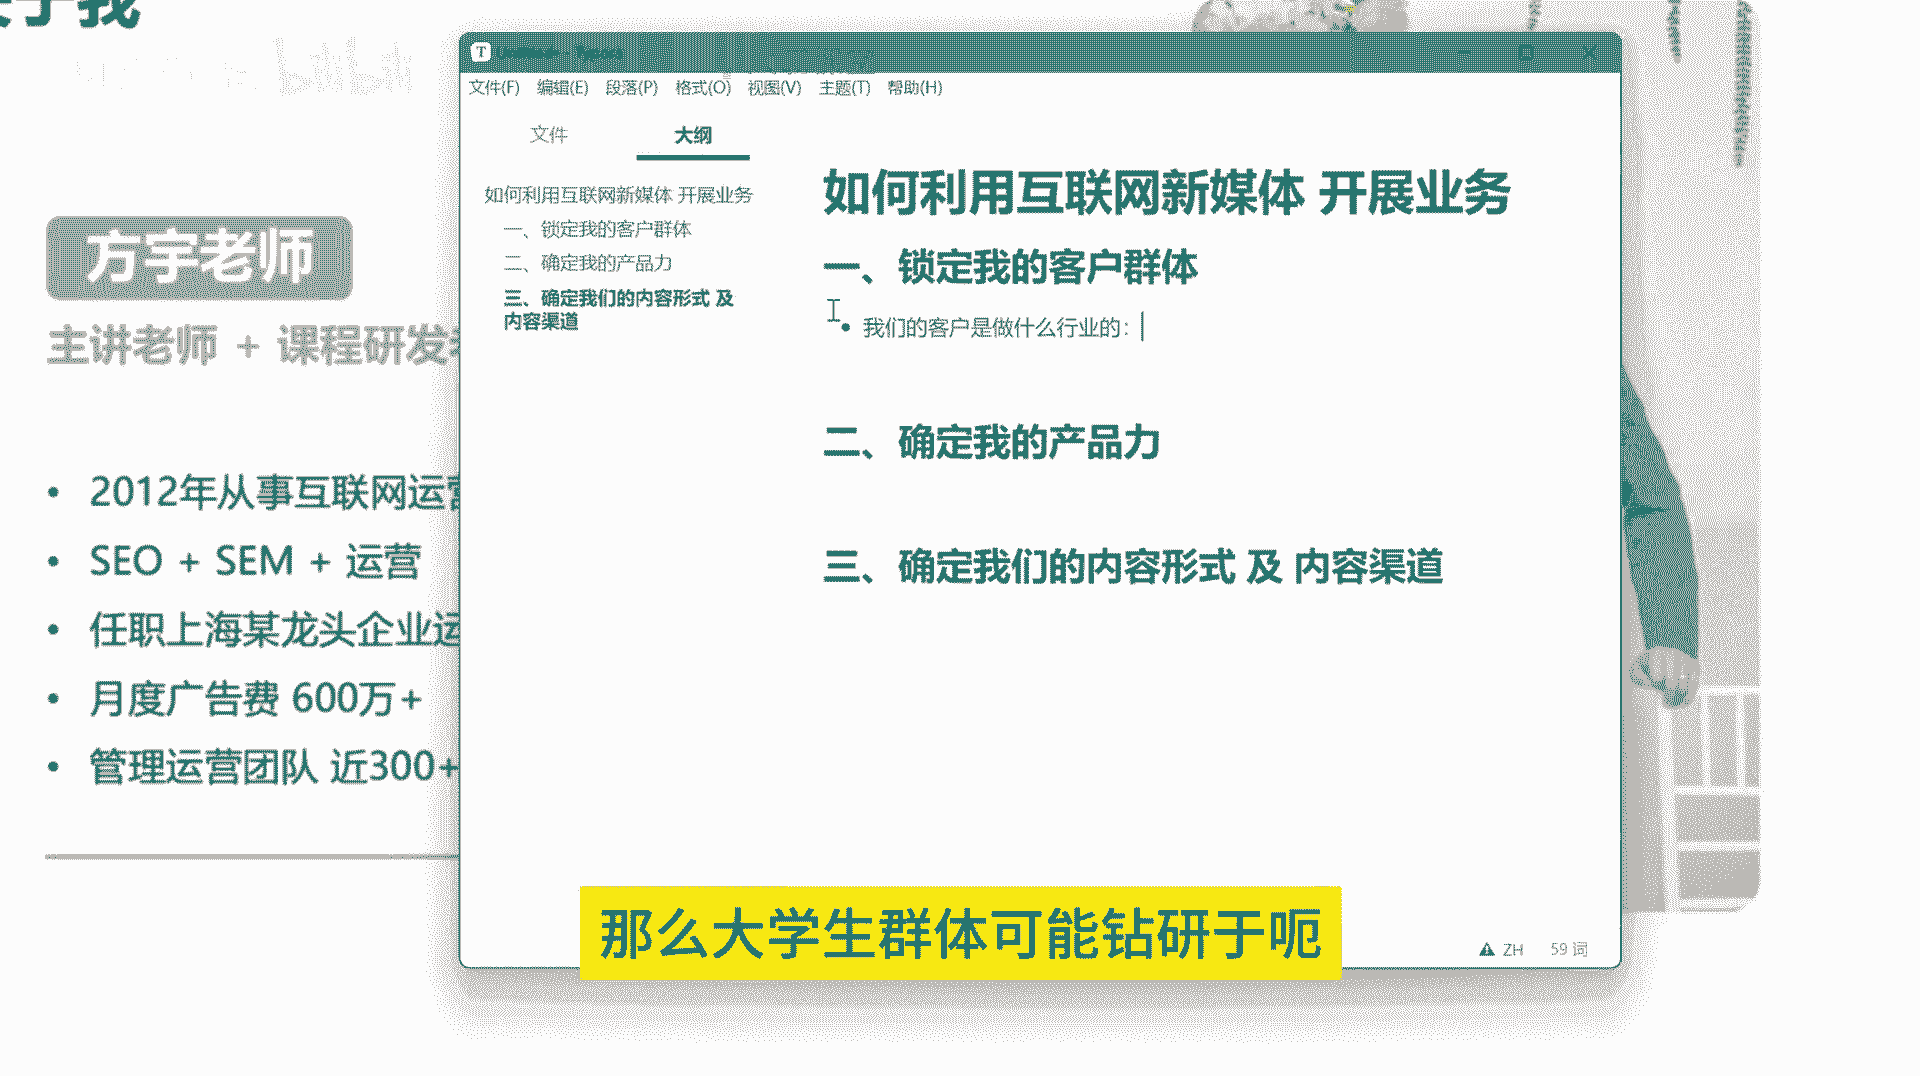 方宇老师
主讲老师 + 课程研发
2012年从事互联网运营
SEO + SEM + 运营
任职上海某龙头企业运
月度广告费 600万+
管理运营团队 近300+
文件(F) 编辑(E) 段落(P) 格式(O) 视图(V) 主题(T) 帮助(H)
文件 大纲
如何利用互联网新媒体 开展业务
一、锁定我的客户群体
二、确定我的产品力
三、确定我们的内容形式 及
内容渠道
如何利用互联网新媒体 开展业务
一、锁定我的客户群体
我们的客户是做什么行业的：
二、确定我的产品力
三、确定我们的内容形式 及 内容渠道
ZH 59 词
那么大学生群体可能钻研于呃